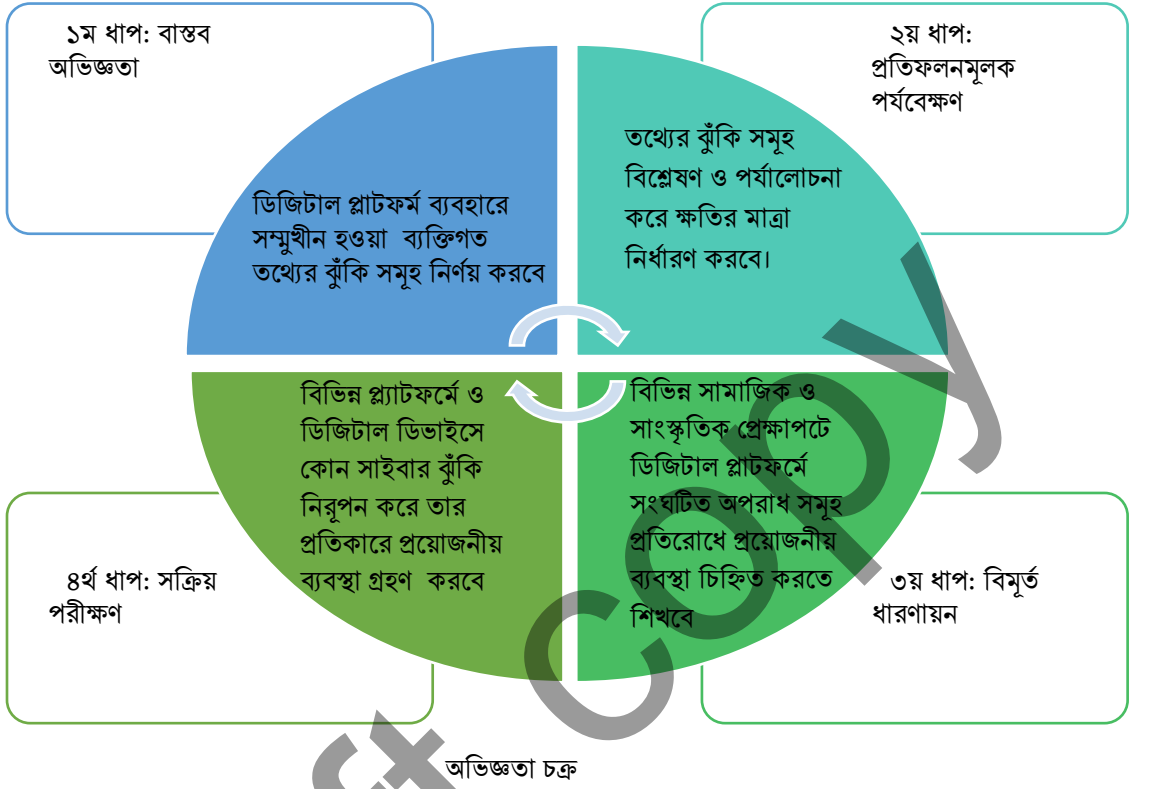 ১ম ধাপ: বাস্তব
অভিজ্ঞতা
২য় ধাপ:
প্রতিফলনমূলক
পর্যবেক্ষণ
ডিজিটাল প্লাটফর্ম ব্যবহারে
সম্মুখীন হওয়া ব্যক্তিগত
তথ্যের ঝুঁকি সমূহ নির্ণয় করবে
তথ্যের ঝুঁকি সমূহ
বিশ্লেষণ ও পর্যালোচনা
করে ক্ষতির মাত্রা
নির্ধারণ করবে।
বিভিন্ন প্ল্যাটফর্মে ও
ডিজিটাল ডিভাইসে
কোন সাইবার ঝুঁকি
নিরূপন করে তার
প্রতিকারে প্রয়োজনীয়
ব্যবস্থা গ্রহণ করবে
বিভিন্ন সামাজিক ও
সাংস্কৃতিক প্রেক্ষাপটে
ডিজিটাল প্লাটফর্মে
সংঘটিত অপরাধ সমূহ
প্রতিরোধে প্রয়োজনীয়
ব্যবস্থা চিহ্নিত করতে
শিখবে
৪র্থ ধাপ: সক্রিয়
পরীক্ষণ
৩য় ধাপ: বিমূর্ত
ধারণায়ন
অভিজ্ঞতা চক্র
Copy